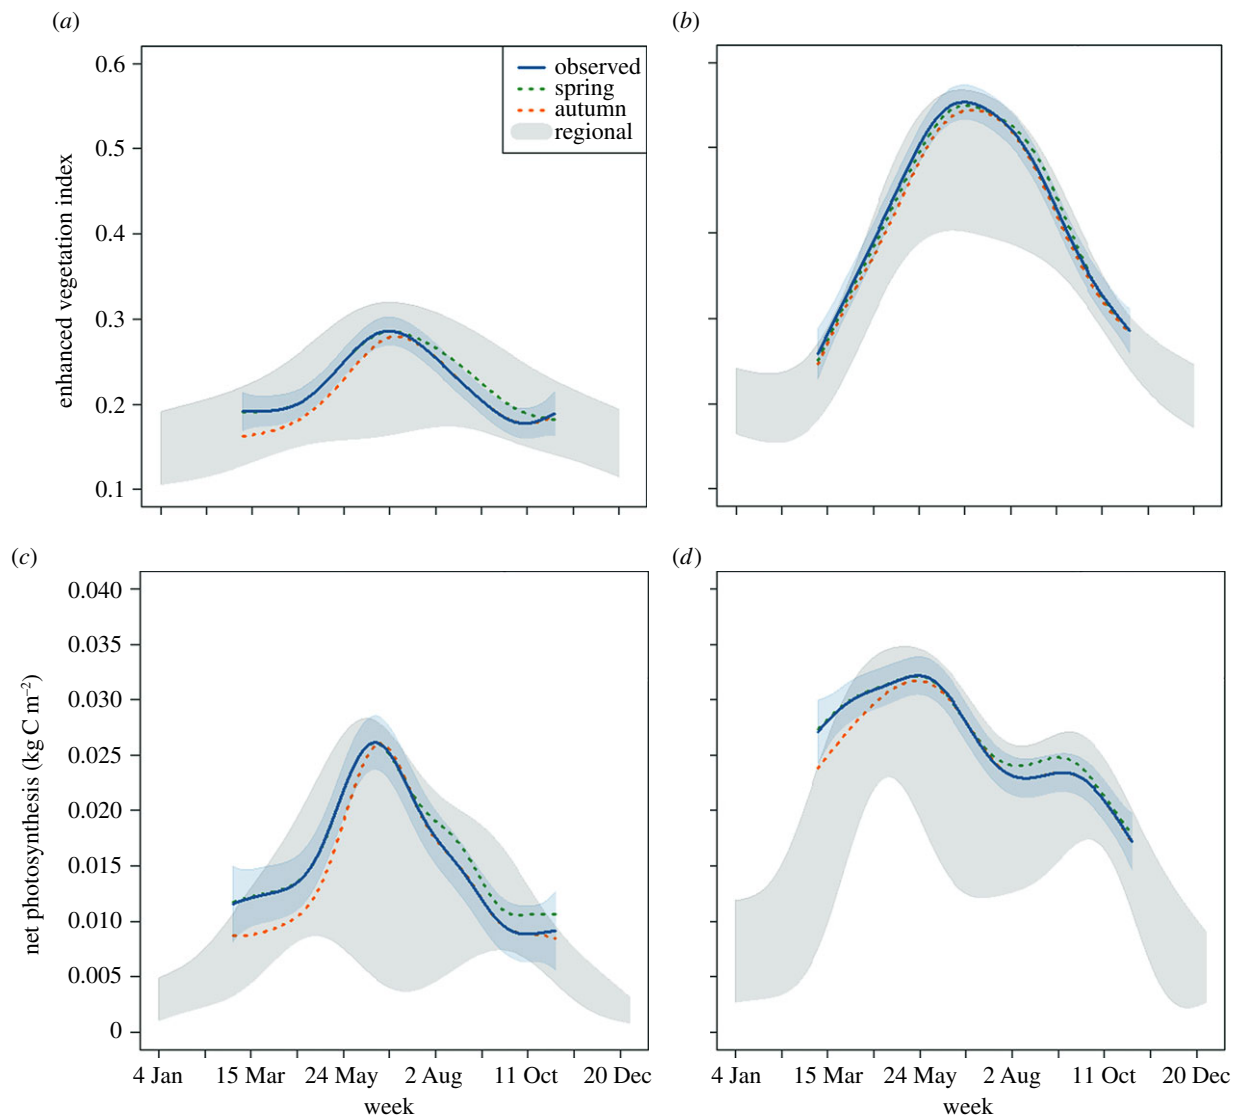 (a)
(b)
0.6
0.5
0.4
0.3
0.2
0.1
enhanced vegetation index
observed
spring
autumn
regional
(c)
(d)
0.040
0.035
0.030
0.025
0.020
0.015
0.010
0.005
0
net photosynthesis (kg C m–2)
4 Jan 15 Mar 24 May 2 Aug 11 Oct 20 Dec
week
4 Jan 15 Mar 24 May 2 Aug 11 Oct 20 Dec
week